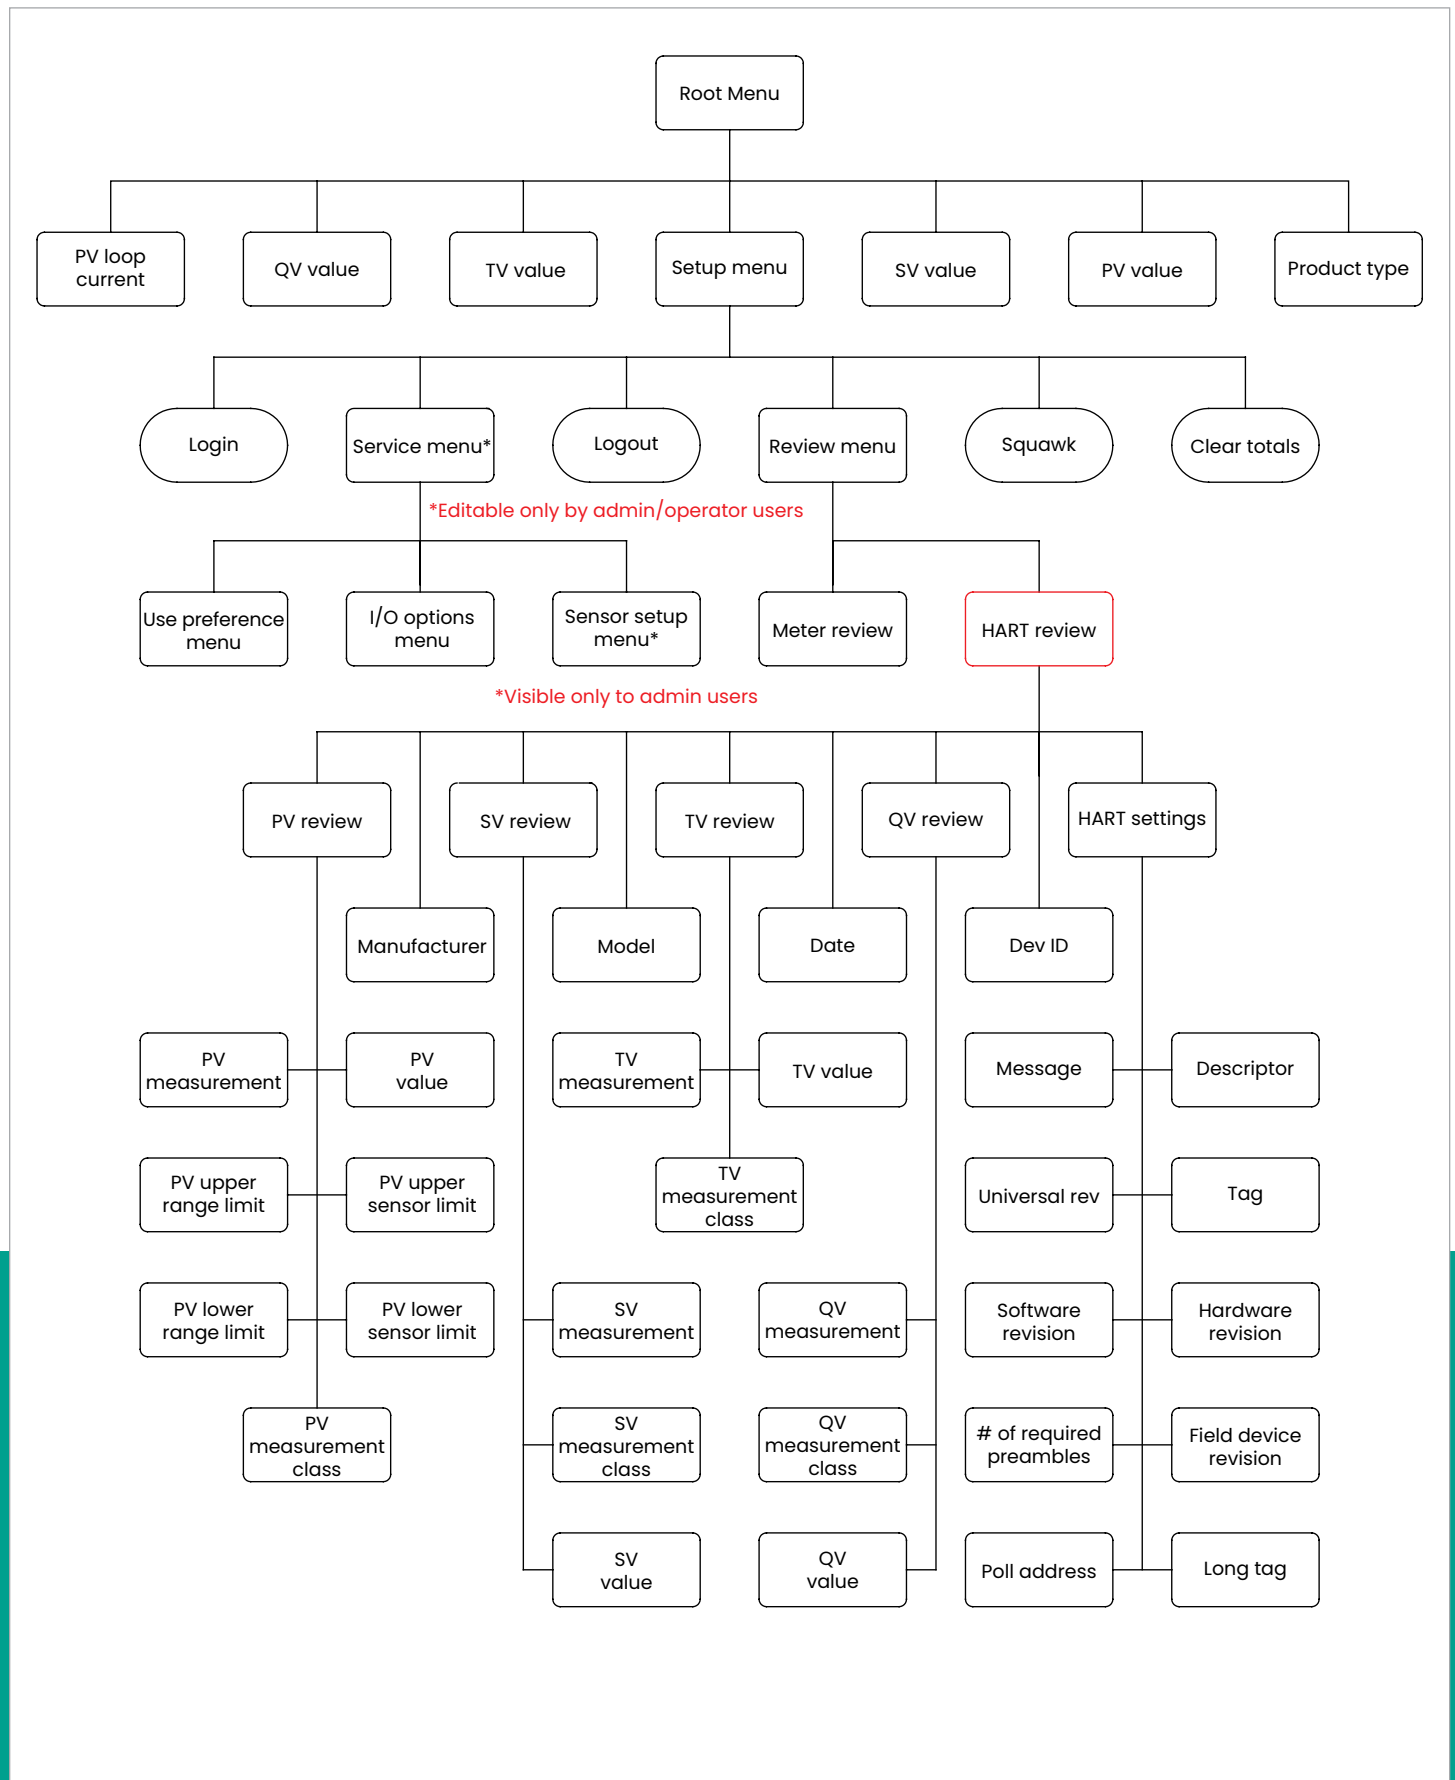 Root Menu
PV loop
current
QV value
TV value
Setup menu
SV value
PV value
Product type
Login
Service menu*
Logout
Review menu
Squawk
Clear totals
*Editable only by admin/operator users
Use preference
menu
I/O options
menu
Sensor setup
menu*
Meter review
HART review
*Visible only to admin users
PV review
SV review
TV review
QV review
HART settings
Manufacturer
Model
Date
Dev ID
PV
measurement
PV
value
TV
measurement
TV value
Message
Descriptor
PV upper
range limit
PV upper
sensor limit
TV
measurement
class
Universal rev
Tag
PV lower
range limit
PV lower
sensor limit
SV
measurement
QV
measurement
Software
revision
Hardware
revision
PV
measurement
class
SV
measurement
class
QV
measurement
class
# of required
preambles
Field device
revision
SV
value
QV
value
Poll address
Long tag